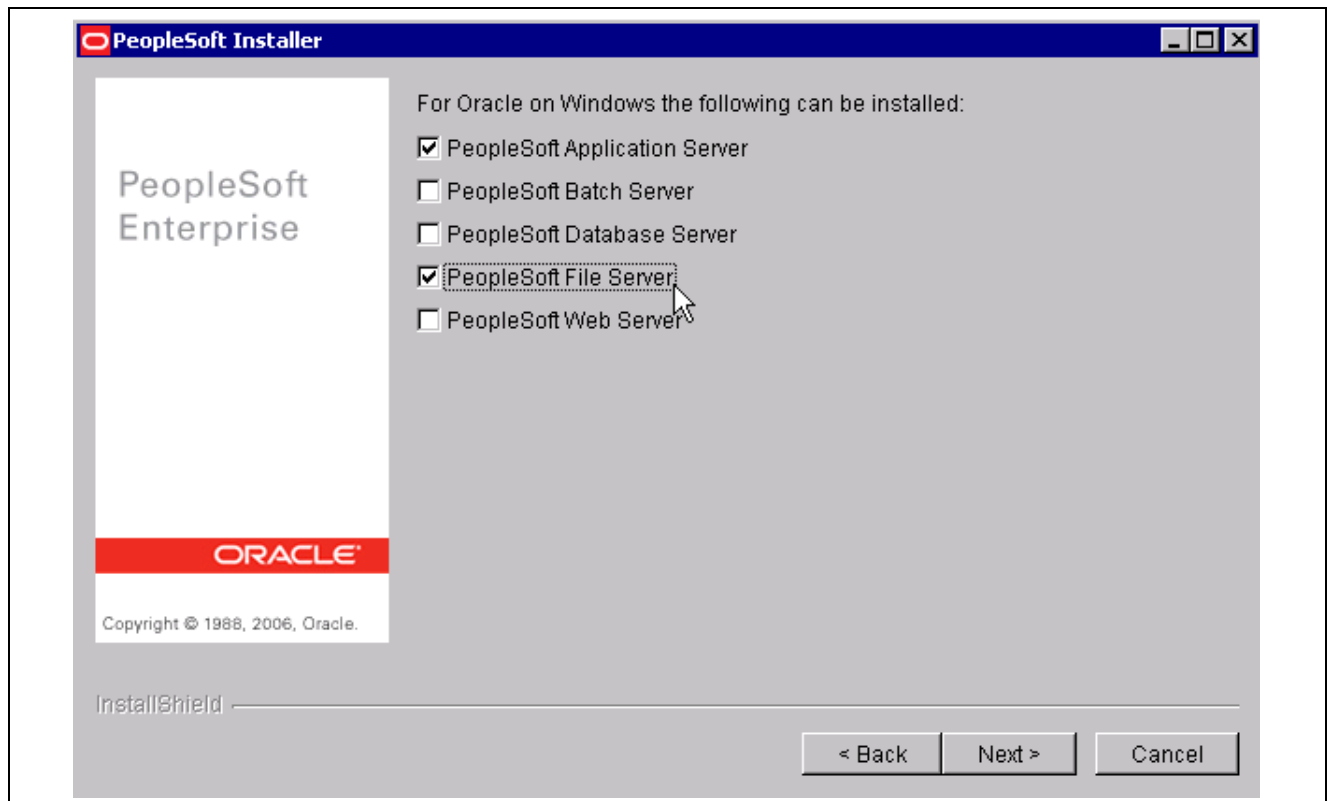 PeopleSoft Installer
PeopleSoft
Enterprise
ORACLE
Copyright © 1988, 2006, Oracle.
For Oracle on Windows the following can be installed:
PeopleSoft Application Server
PeopleSoft Batch Server
PeopleSoft Database Server
PeopleSoft File Server
PeopleSoft Web Server
InstallShield
< Back
Next >
Cancel